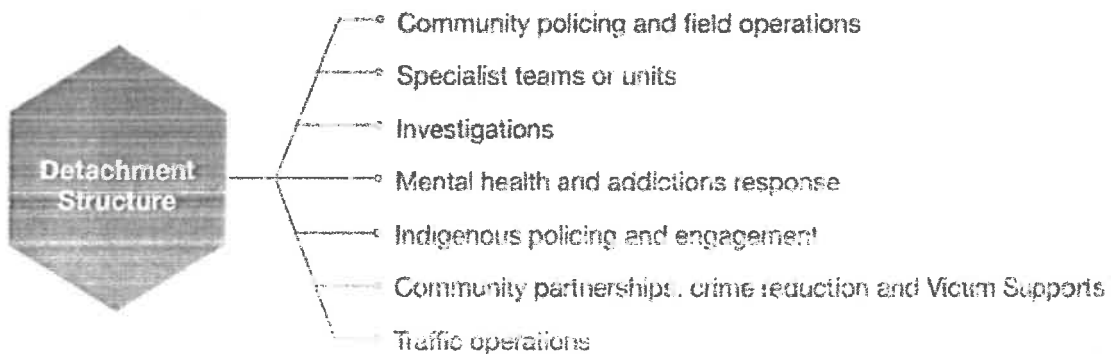 Detachment
Structure
Community policing and field operations
Specialist teams or units
Investigations
Mental health and addictions response
Indigenous policing and engagement
Community partnerships, crime reduction and Victim Supports
Traffic operations